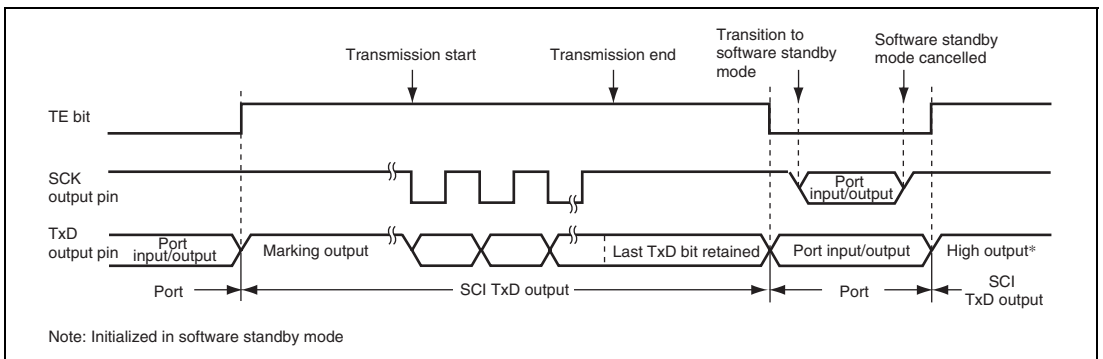 Transmission start
Transmission end
Transition to
software standby
mode
Software standby
mode cancelled
TE bit
SCK
output pin
Port
input/output
TxD
output pin
Port
input/output
Marking output
Last TxD bit retained
Port input/output
High output*
Port
SCI TxD output
Port
SCI
TxD output
Note: Initialized in software standby mode